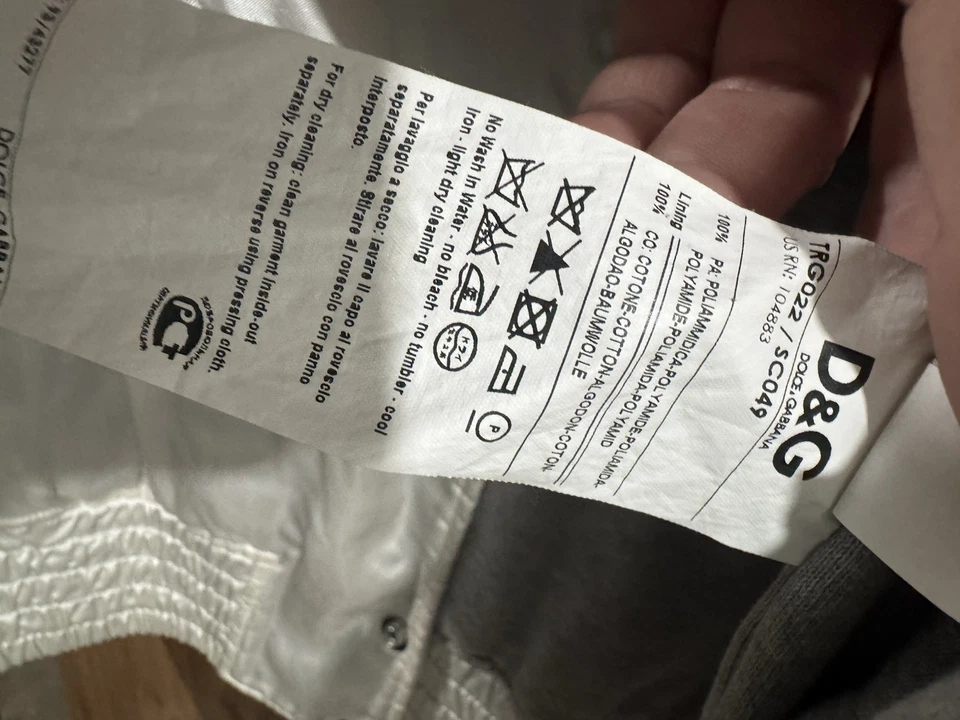 D&G
DOLCE&GABBANA
TRG022 / SC049
US RN: 104883
100% PA: POLIAMMIDICA-POLYAMIDE-POLIAMIDA-
POLYAMIDE-POLIAMIDA-POLYAMID
Lining
100% CO: COTONE-COTTON-ALGODON-COTON-
ALGODAO-BAUMWOLLE
P
No Wash in Water - no bleach - no tumbler - cool
Iron - light dry cleaning
Per lavaggio a secco: lavare il capo al rovescio
separatamente. Stirare al rovescio con panno
interposto.
For dry cleaning: clean garment inside-out
separately. Iron on reverse using pressing cloth.
ДОБРОВОЛЬНАЯ
СЕРТИФИКАЦИЯ